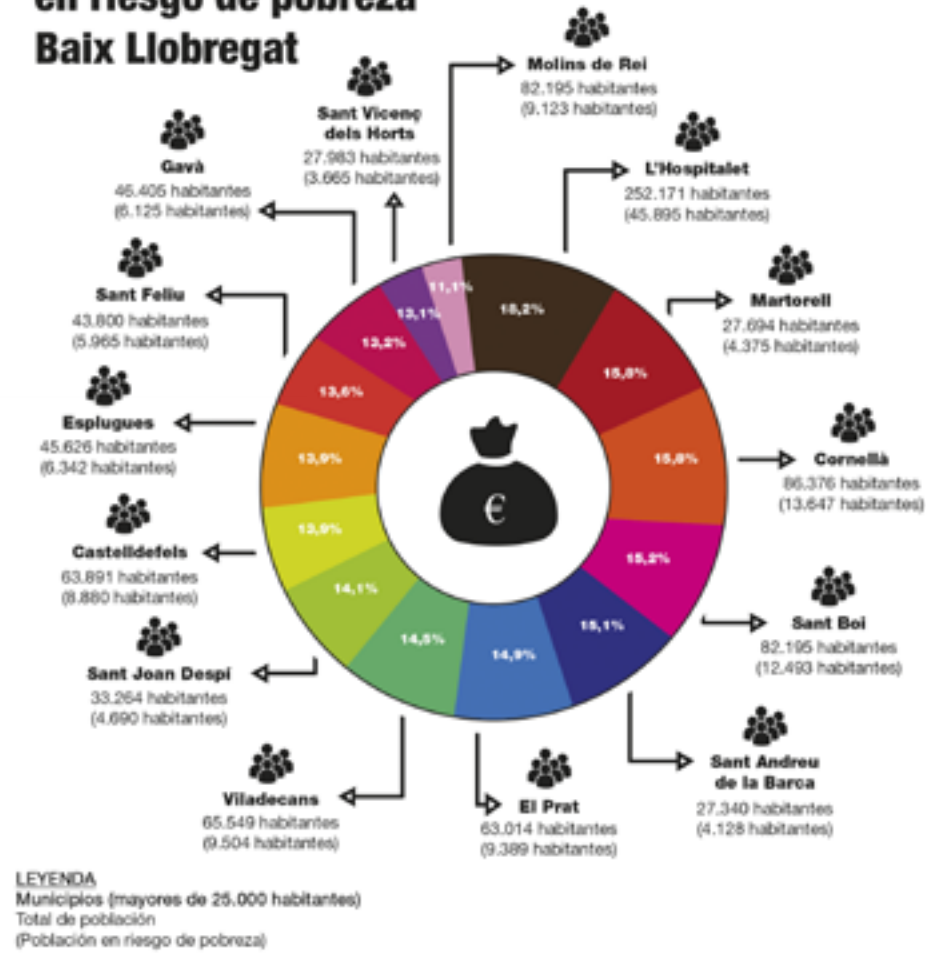 en riesgo de pobreza
Baix Llobregat
Molins de Rei
82.195 habitantes
(9.123 habitantes)
Sant Vicenç
dels Horts
27.983 habitantes
(3.665 habitantes)
Gavà
46.405 habitantes
(6.125 habitantes)
L'Hospitalet
252.171 habitantes
(45.895 habitantes)
Sant Feliu
43.800 habitantes
(5.965 habitantes)
Martorell
27.694 habitantes
(4.375 habitantes)
Esplugues
45.626 habitantes
(6.342 habitantes)
Cornellà
86.376 habitantes
(13.647 habitantes)
Castelldefels
63.891 habitantes
(8.880 habitantes)
Sant Boi
82.195 habitantes
(12.493 habitantes)
Sant Joan Despí
33.264 habitantes
(4.690 habitantes)
Sant Andreu
de la Barca
27.340 habitantes
(4.128 habitantes)
Viladecans
65.549 habitantes
(9.504 habitantes)
El Prat
63.014 habitantes
(9.389 habitantes)
11,1%
18,2%
13,1%
13,2%
15,8%
13,6%
13,9%
15,8%
13,9%
15,2%
14,1%
15,1%
14,5%
14,9%
€
LEYENDA
Municipios (mayores de 25.000 habitantes)
Total de población
(Población en riesgo de pobreza)